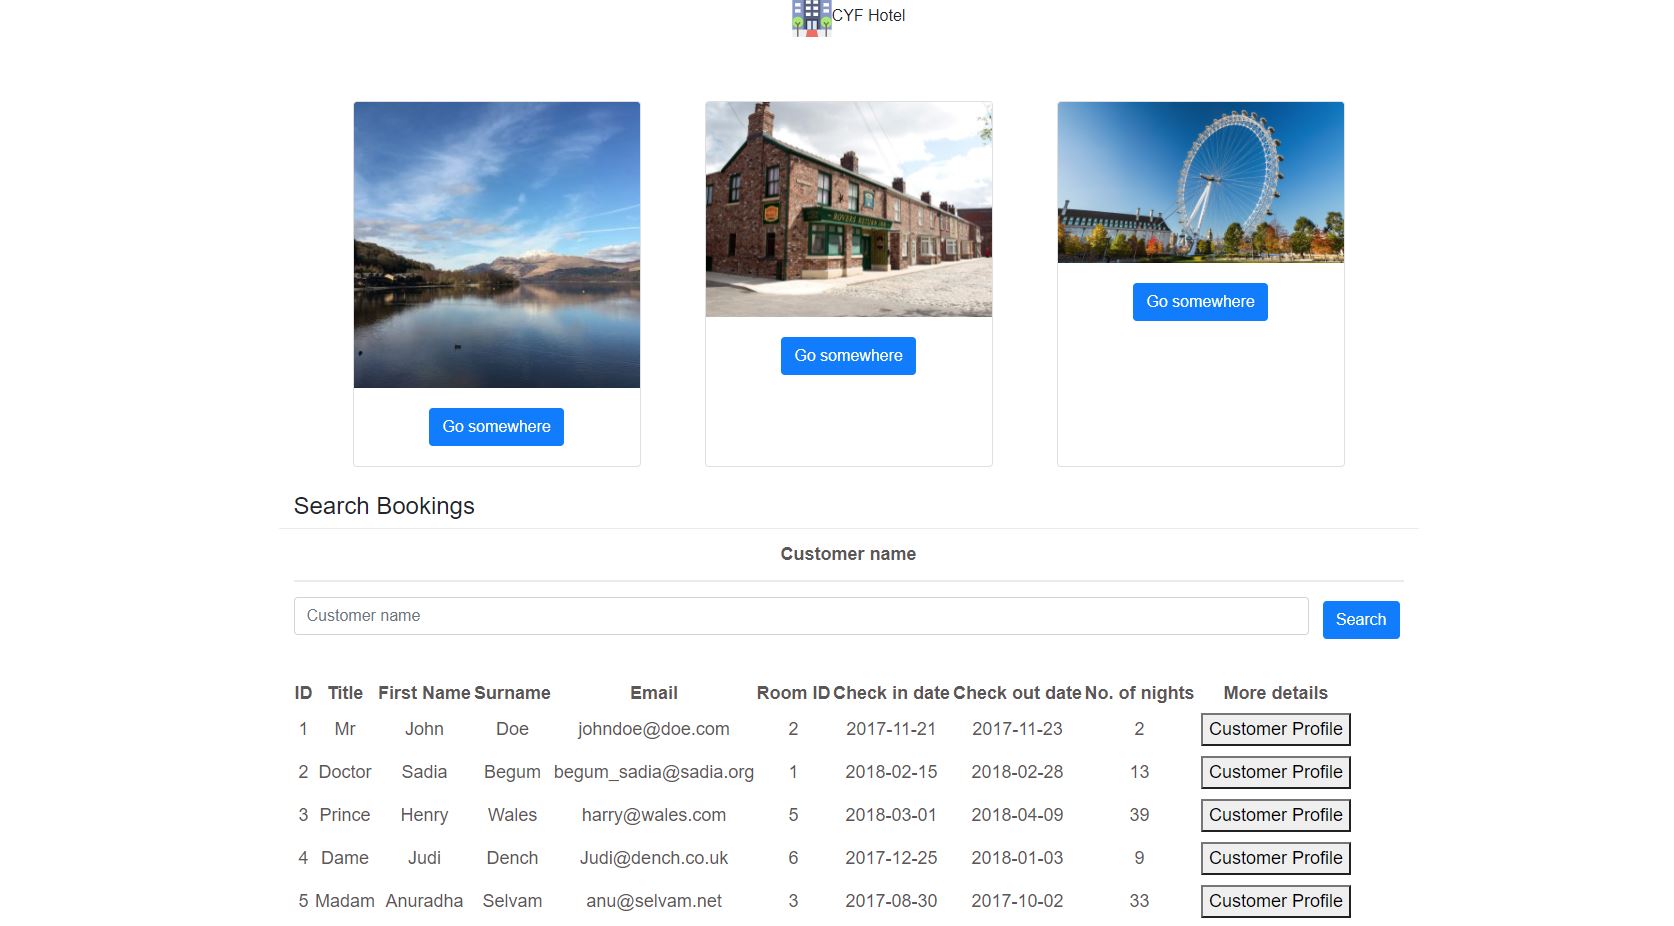 CYF Hotel
ROVERS RETURN INN
Go somewhere
Go somewhere
Go somewhere
Search Bookings
Customer name
Customer name
Search
ID Title First Name Surname Email Room ID Check in date Check out date No. of nights More details
1 Mr John Doe johndoe@doe.com 2 2017-11-21 2017-11-23 2 Customer Profile
2 Doctor Sadia Begum begum_sadia@sadia.org 1 2018-02-15 2018-02-28 13 Customer Profile
3 Prince Henry Wales harry@wales.com 5 2018-03-01 2018-04-09 39 Customer Profile
4 Dame Judi Dench Judi@dench.co.uk 6 2017-12-25 2018-01-03 9 Customer Profile
5 Madam Anuradha Selvam anu@selvam.net 3 2017-08-30 2017-10-02 33 Customer Profile